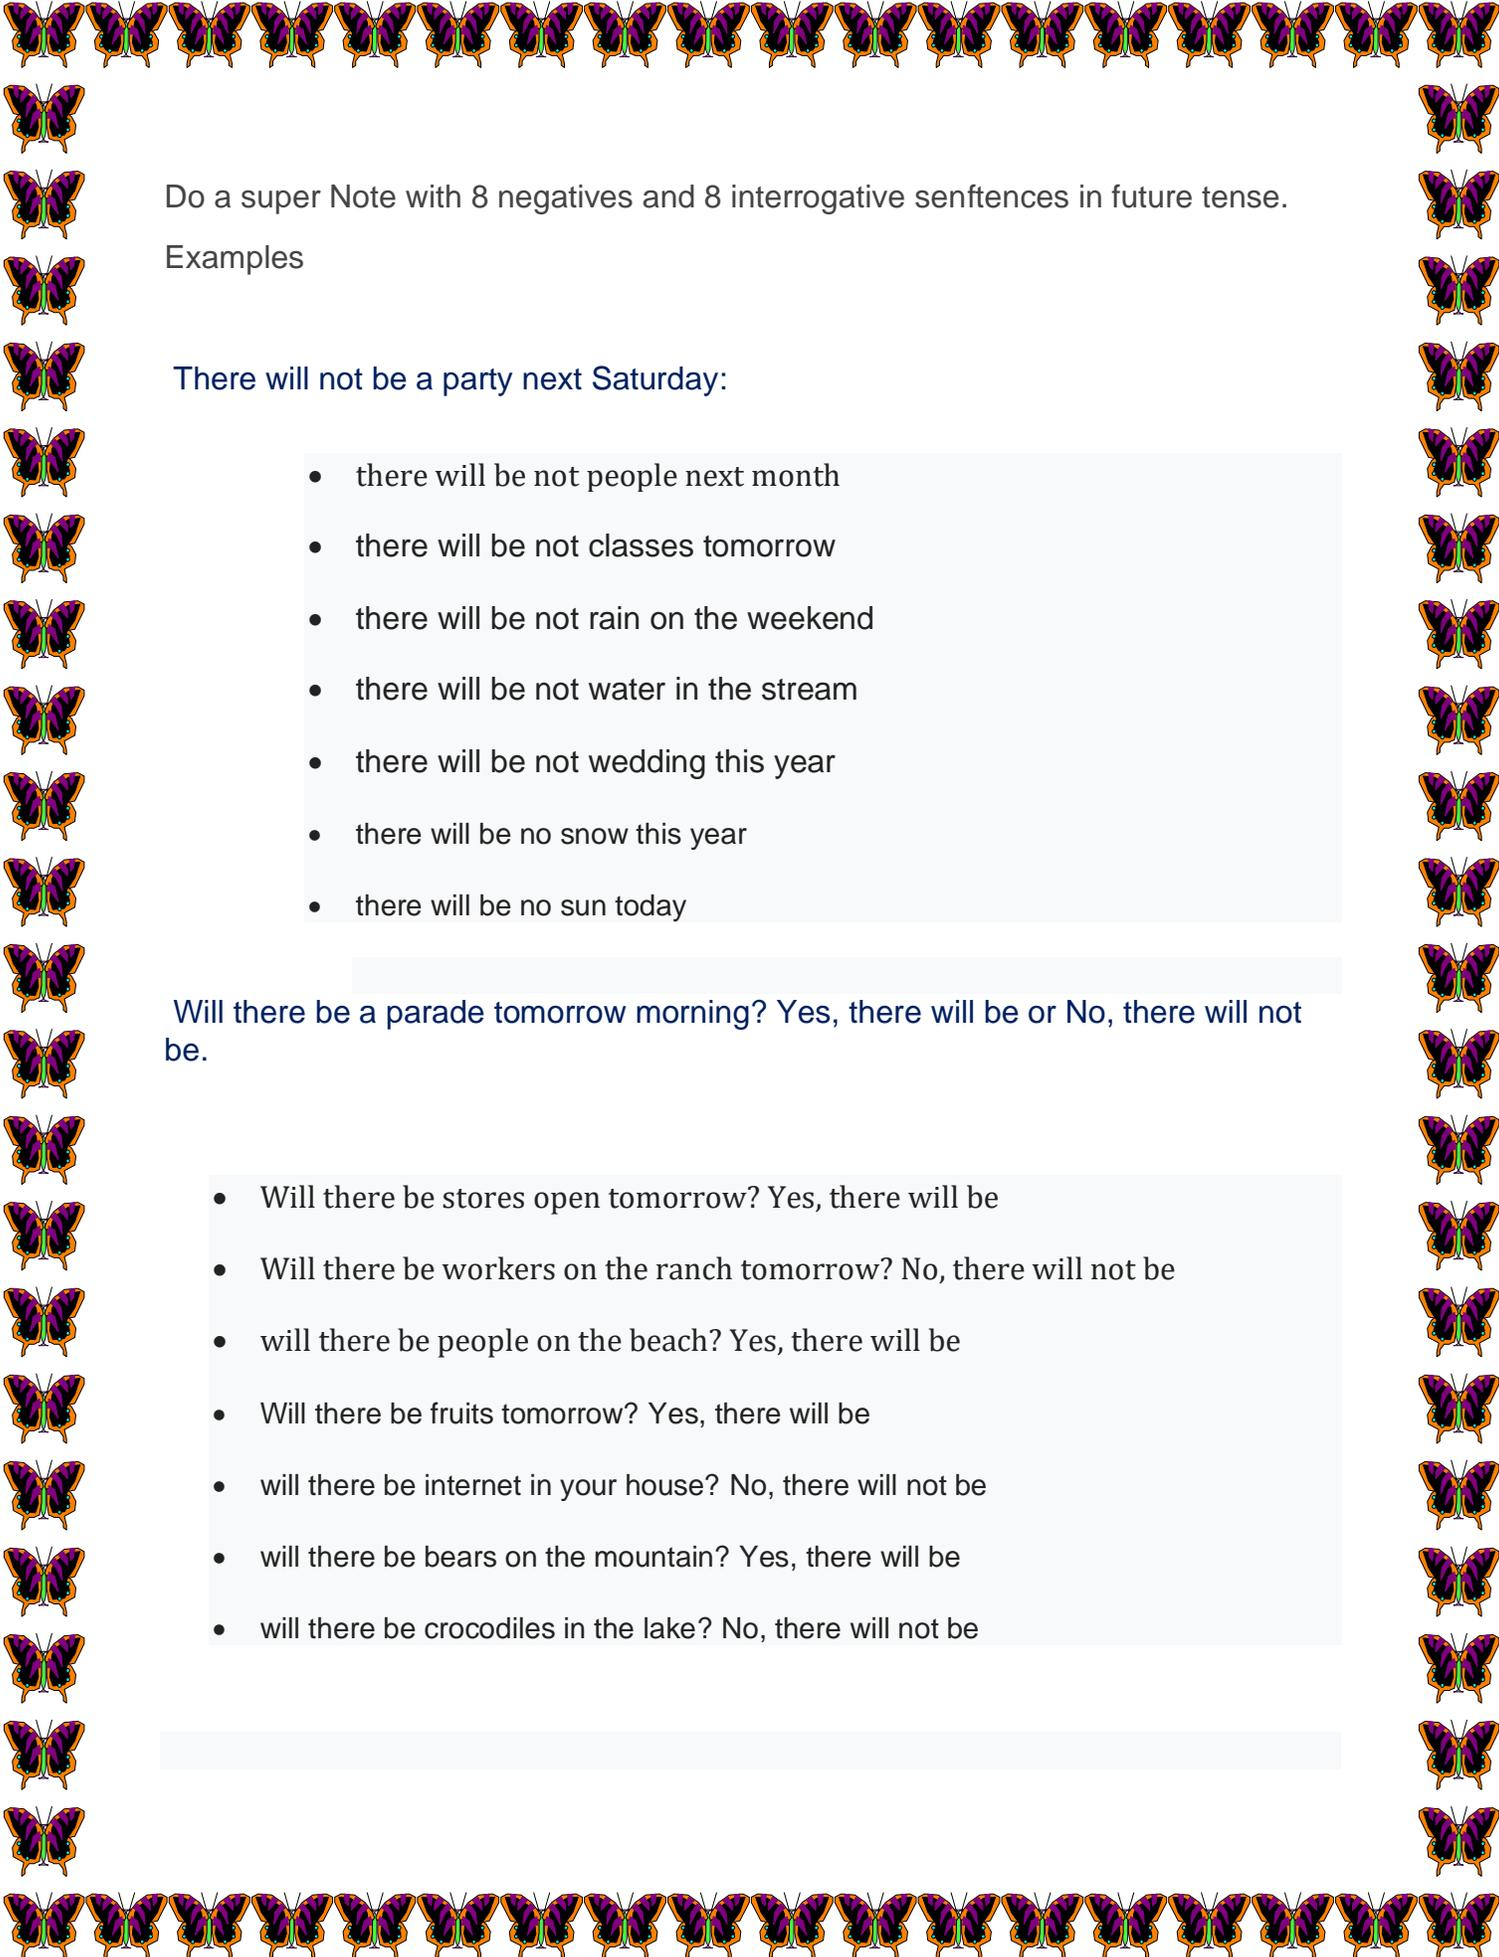 Do a super Note with 8 negatives and 8 interrogative senftences in future tense.
Examples
There will not be a party next Saturday:
• there will be not people next month
• there will be not classes tomorrow
• there will be not rain on the weekend
• there will be not water in the stream
• there will be not wedding this year
• there will be no snow this year
• there will be no sun today
Will there be a parade tomorrow morning? Yes, there will be or No, there will not
be.
• Will there be stores open tomorrow? Yes, there will be
• Will there be workers on the ranch tomorrow? No, there will not be
• will there be people on the beach? Yes, there will be
• Will there be fruits tomorrow? Yes, there will be
• will there be internet in your house? No, there will not be
• will there be bears on the mountain? Yes, there will be
• will there be crocodiles in the lake? No, there will not be